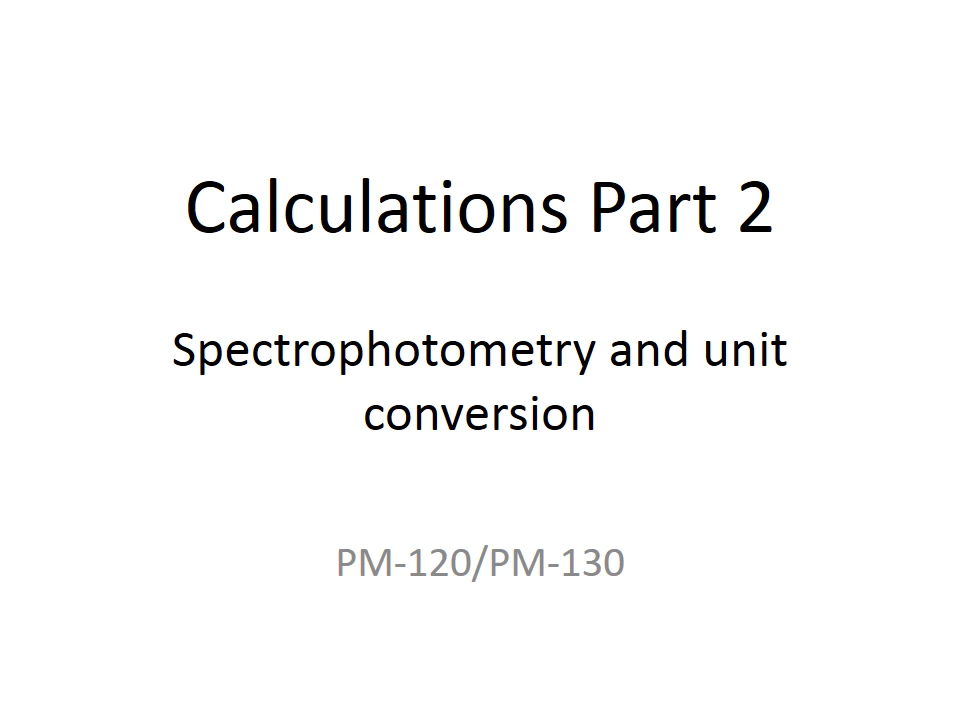 Calculations Part 2
Spectrophotometry and unit
conversion
PM-120/PM-130